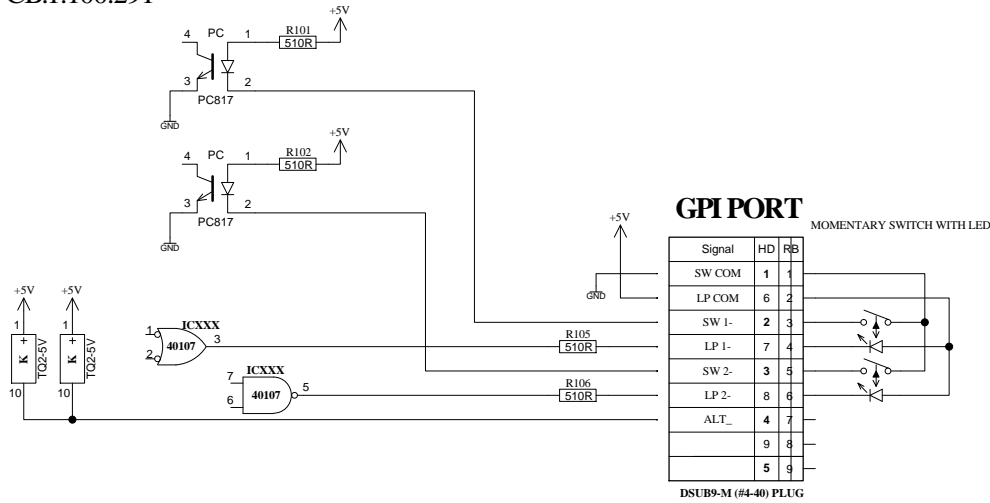 +5V
4 PC 1 R101
510R
3 2
PC817
GND
+5V
4 PC 1 R102
510R
3 2
PC817
GND
GPI PORT
MOMENTARY SWITCH WITH LED
+5V
GND
Signal HD RB
SW COM 1 1
LP COM 6 2
SW 1- 2 3
LP 1- 7 4
SW 2- 3 5
LP 2- 8 6
ALT_ 4 7
9 8
5 9
DSUB9-M (#4-40) PLUG
+5V +5V
1 1
K + K +
TQ2-5V TQ2-5V
10 10
ICXXX
1 40107 3
2
R105
510R
ICXXX
7 40107 5
6
R106
510R